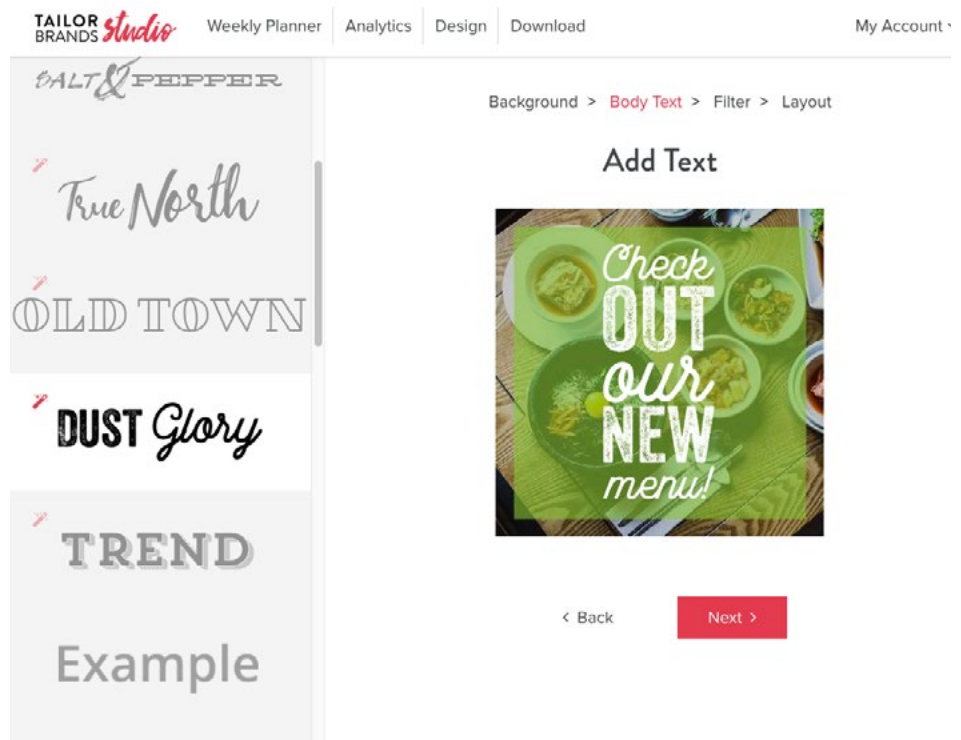 TAILOR BRANDS studio
Weekly Planner
Analytics
Design
Download
My Account
SALT & PEPPER
True North
OLD TOWN
DUST Glory
TREND
Example
Background > Body Text > Filter > Layout
Add Text
Check
OUT
our
NEW
menu!
< Back
Next >